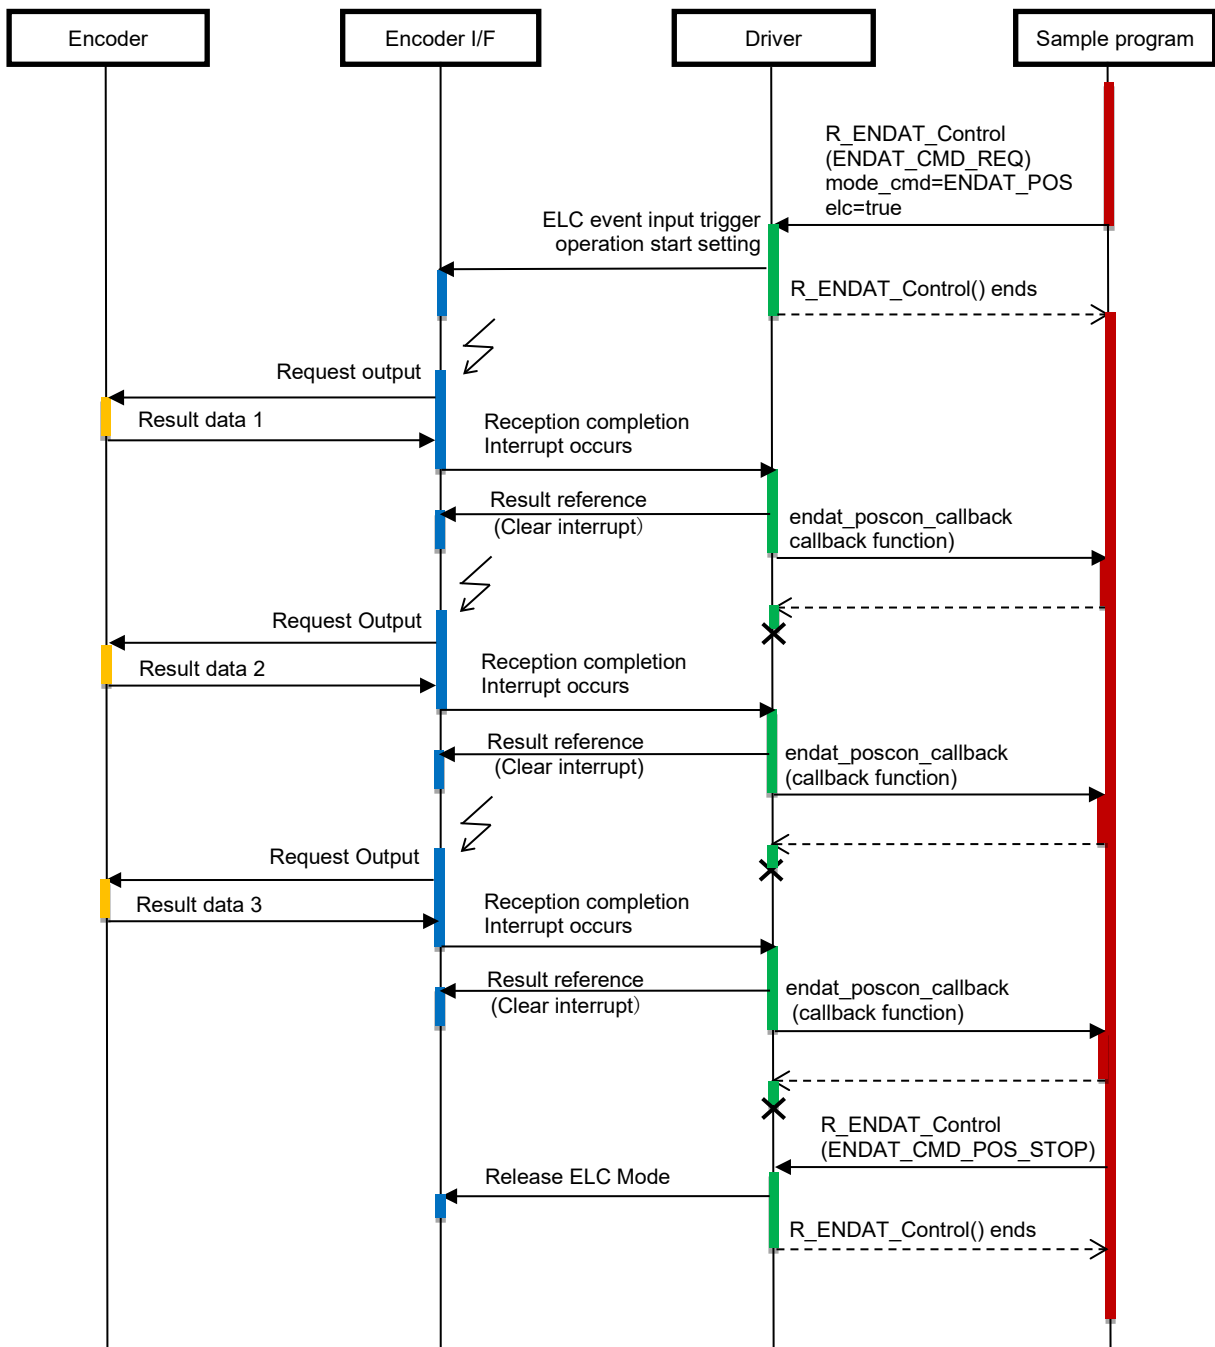 Encoder
Encoder I/F
Driver
Sample program
R_ENDAT_Control
(ENDAT_CMD_REQ)
mode_cmd=ENDAT_POS
elc=true
ELC event input trigger
operation start setting
R_ENDAT_Control() ends
Request output
Result data 1
Reception completion
Interrupt occurs
Result reference
(Clear interrupt）
endat_poscon_callback
callback function)
Request Output
Result data 2
Reception completion
Interrupt occurs
Result reference
(Clear interrupt)
endat_poscon_callback
(callback function)
Request Output
Result data 3
Reception completion
Interrupt occurs
Result reference
(Clear interrupt）
endat_poscon_callback
(callback function)
R_ENDAT_Control
(ENDAT_CMD_POS_STOP)
Release ELC Mode
R_ENDAT_Control() ends